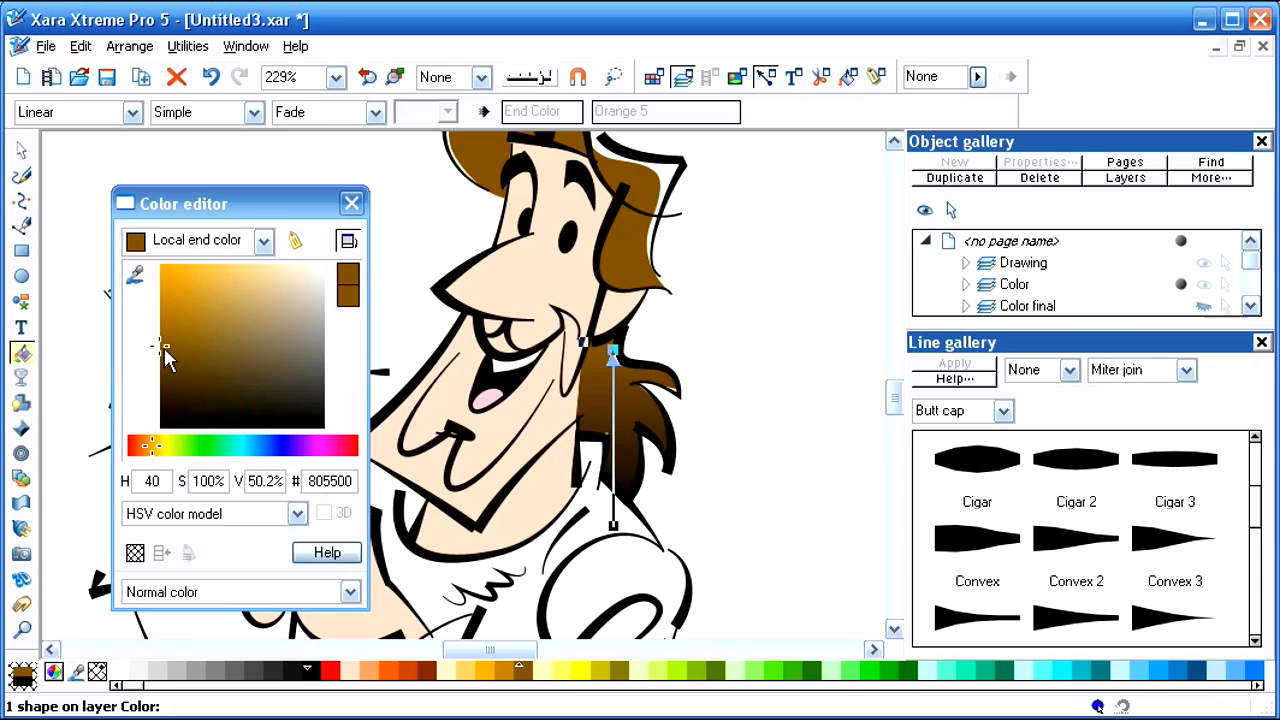 Xara Xtreme Pro 5 - [Untitled3.xar *]
File Edit Arrange Utilities Window Help
229% None None
Linear Simple Fade End Color Orange 5
Object gallery
New Properties... Pages Find
Duplicate Delete Layers More...
<no page name>
Drawing
Color
Color final
Color editor
Local end color
H 40 S 100% V 50.2% # 805500
HSV color model 3D
Help
Normal color
Line gallery
Apply None Miter join
Help...
Butt cap
Cigar Cigar 2 Cigar 3
Convex Convex 2 Convex 3
1 shape on layer Color: